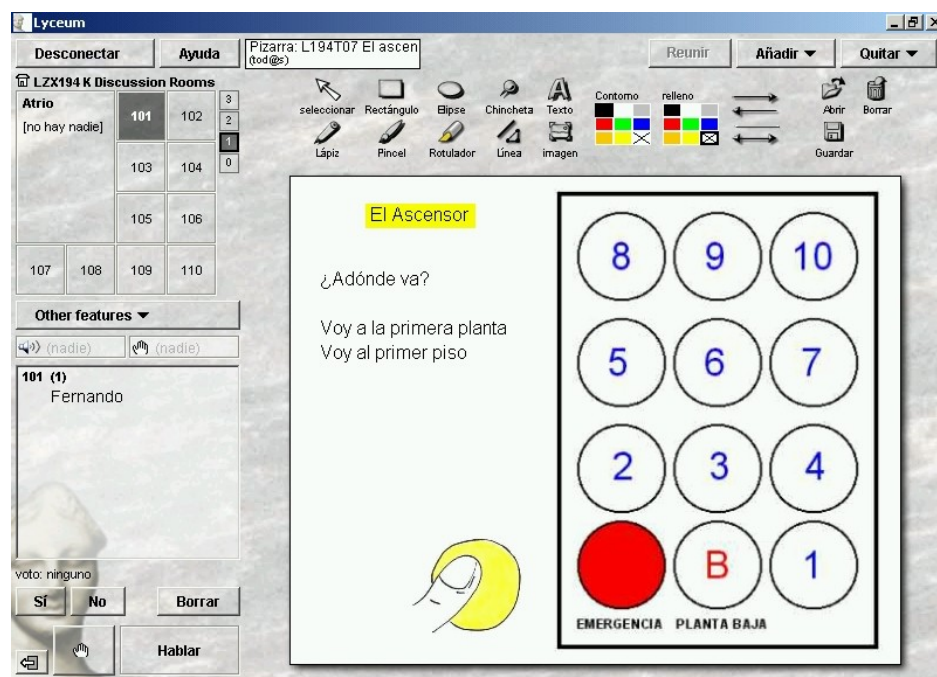 Lyceum
Desconectar
Ayuda
Pizarra: L194T07 El ascen
(tod@s)
Reunir
Añadir
Quitar
LZX194 K Discussion Rooms
Atrio
[no hay nadie]
101
102
3
2
1
0
103
104
105
106
107
108
109
110
Other features
(nadie)
(nadie)
101 (1)
Fernando
voto: ninguno
Sí
No
Borrar
Hablar
seleccionar
Rectángulo
Elipse
Chincheta
Texto
Contorno
relleno
Abrir
Borrar
Lápiz
Pincel
Rotulador
Línea
imagen
Guardar
El Ascensor
¿Adónde va?
Voy a la primera planta
Voy al primer piso
8
9
10
5
6
7
2
3
4
B
1
EMERGENCIA
PLANTA BAJA